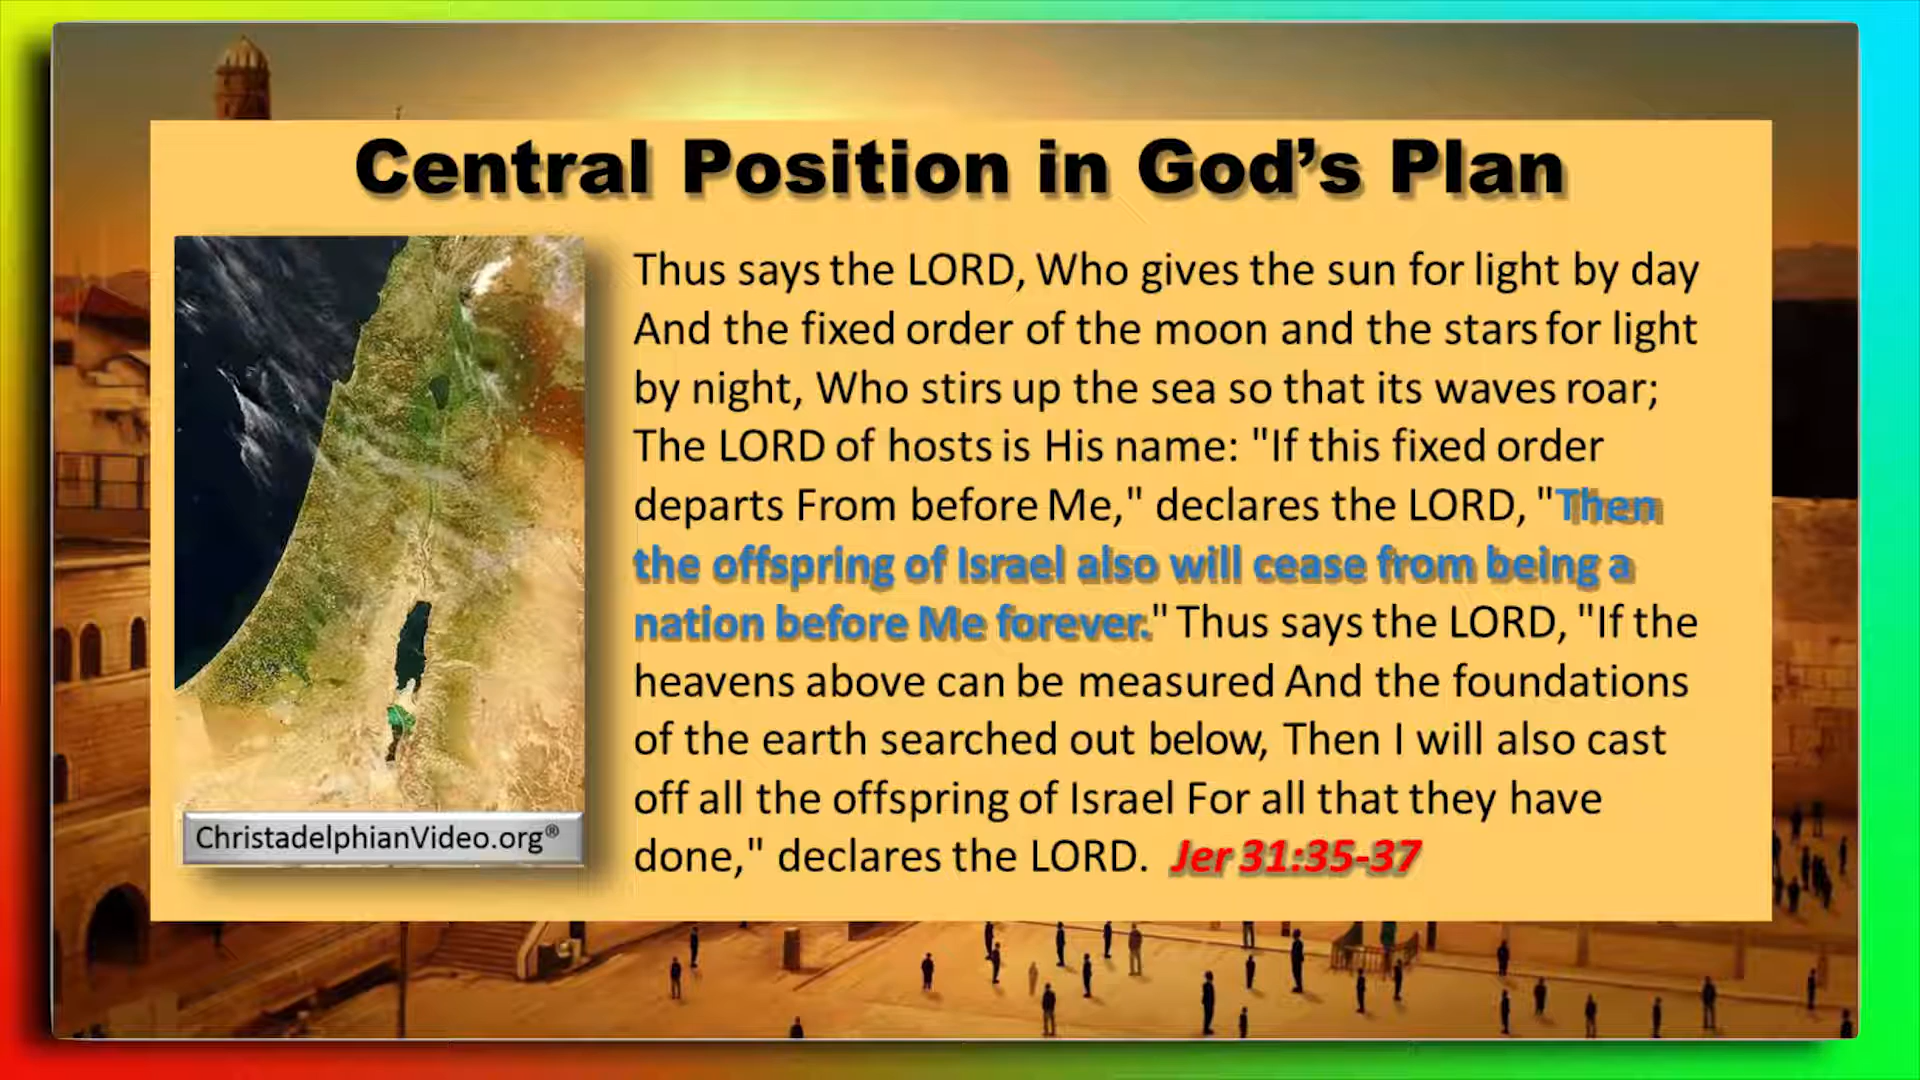 Central Position in God’s Plan
Thus says the LORD, Who gives the sun for light by day
And the fixed order of the moon and the stars for light
by night, Who stirs up the sea so that its waves roar;
The LORD of hosts is His name: "If this fixed order
departs From before Me," declares the LORD, "Then
the offspring of Israel also will cease from being a
nation before Me forever." Thus says the LORD, "If the
heavens above can be measured And the foundations
of the earth searched out below, Then I will also cast
off all the offspring of Israel For all that they have
done," declares the LORD. Jer 31:35-37
ChristadelphianVideo.org®